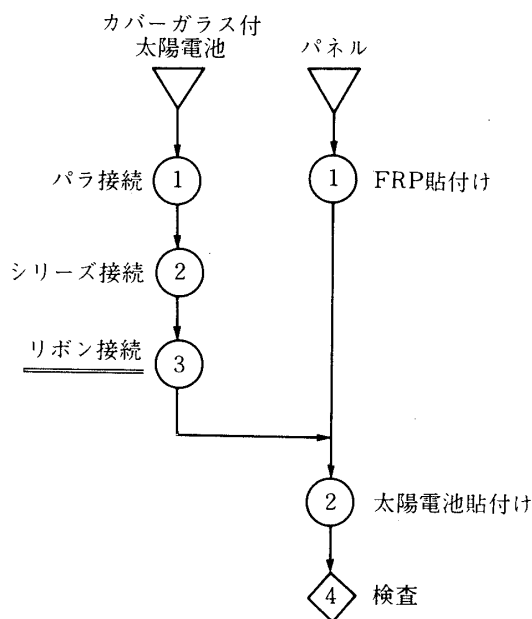 カバーガラス付
太陽電池
パネル
パラ接続
1
1
FRP貼付け
シリーズ接続
2
リボン接続
3
2
太陽電池貼付け
4
検査